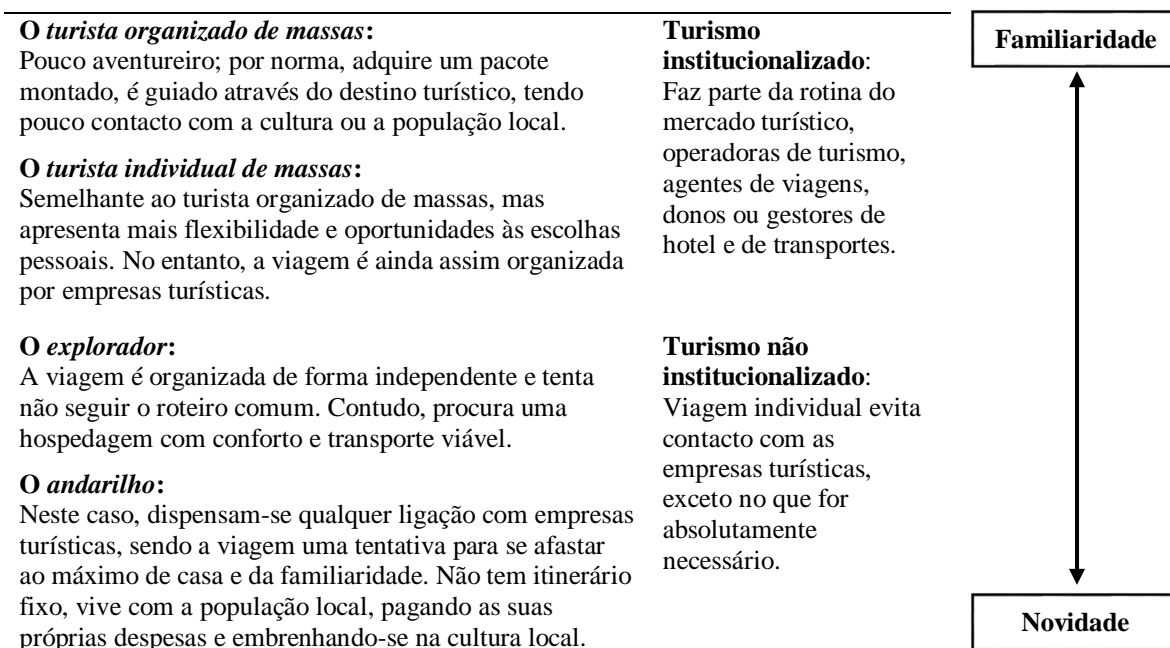 O turista organizado de massas:
Pouco aventureiro; por norma, adquire um pacote
montado, é guiado através do destino turístico, tendo
pouco contacto com a cultura ou a população local.
O turista individual de massas:
Semelhante ao turista organizado de massas, mas
apresenta mais flexibilidade e oportunidades às escolhas
pessoais. No entanto, a viagem é ainda assim organizada
por empresas turísticas.
Turismo
institucionalizado:
Faz parte da rotina do
mercado turístico,
operadoras de turismo,
agentes de viagens,
donos ou gestores de
hotel e de transportes.
O explorador:
A viagem é organizada de forma independente e tenta
não seguir o roteiro comum. Contudo, procura uma
hospedagem com conforto e transporte viável.
O andarilho:
Neste caso, dispensam-se qualquer ligação com empresas
turísticas, sendo a viagem uma tentativa para se afastar
ao máximo de casa e da familiaridade. Não tem itinerário
fixo, vive com a população local, pagando as suas
próprias despesas e embrenhando-se na cultura local.
Turismo não
institucionalizado:
Viagem individual evita
contacto com as
empresas turísticas,
exceto no que for
absolutamente
necessário.
Familiaridade
Novidade